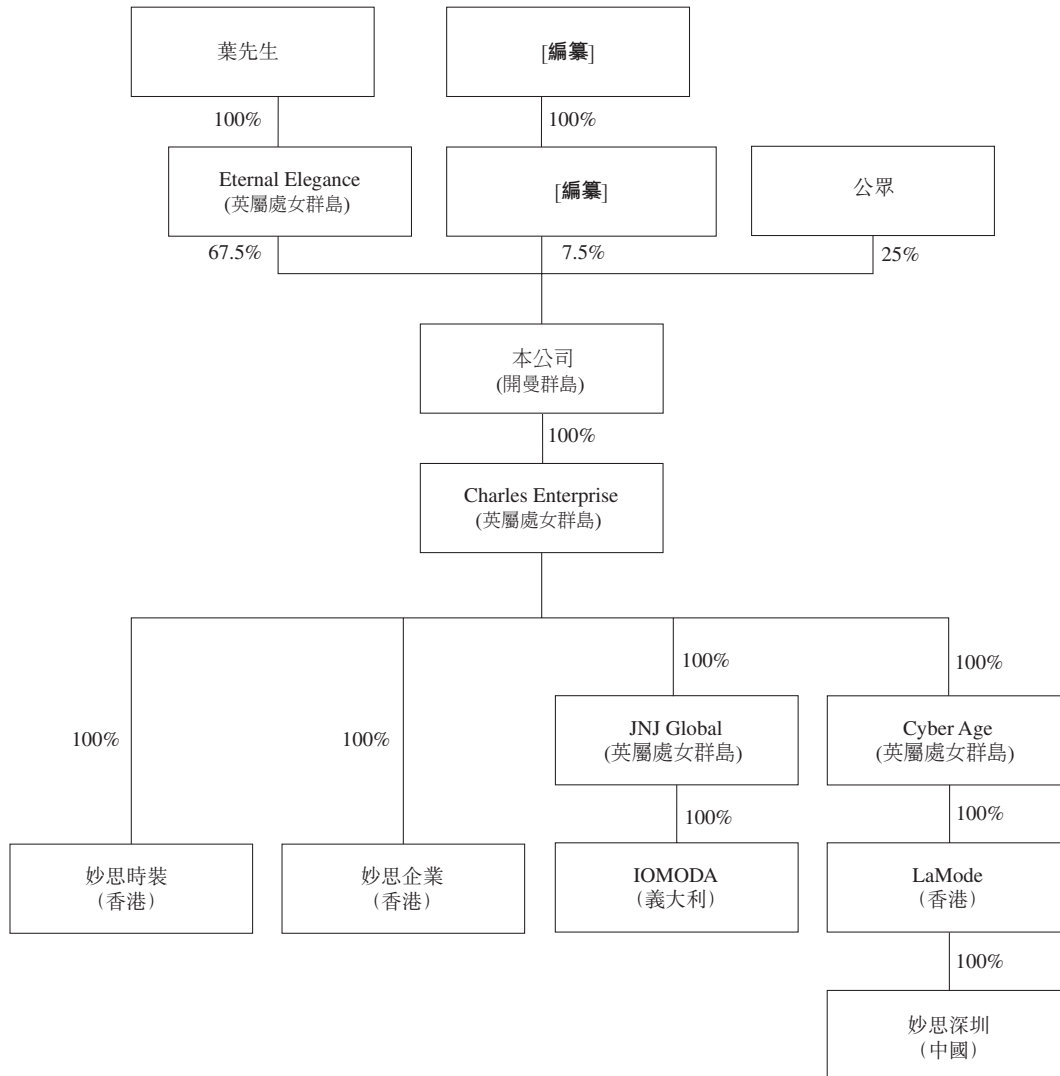 葉先生
[編纂]
100%
100%
Eternal Elegance
(英屬處女群島)
[編纂]
公眾
67.5%
7.5%
25%
本公司
(開曼群島)
100%
Charles Enterprise
(英屬處女群島)
100%
100%
100%
100%
JNJ Global
(英屬處女群島)
Cyber Age
(英屬處女群島)
100%
100%
妙思時裝
(香港)
妙思企業
(香港)
IOMODA
(義大利)
LaMode
(香港)
100%
妙思深圳
(中國)